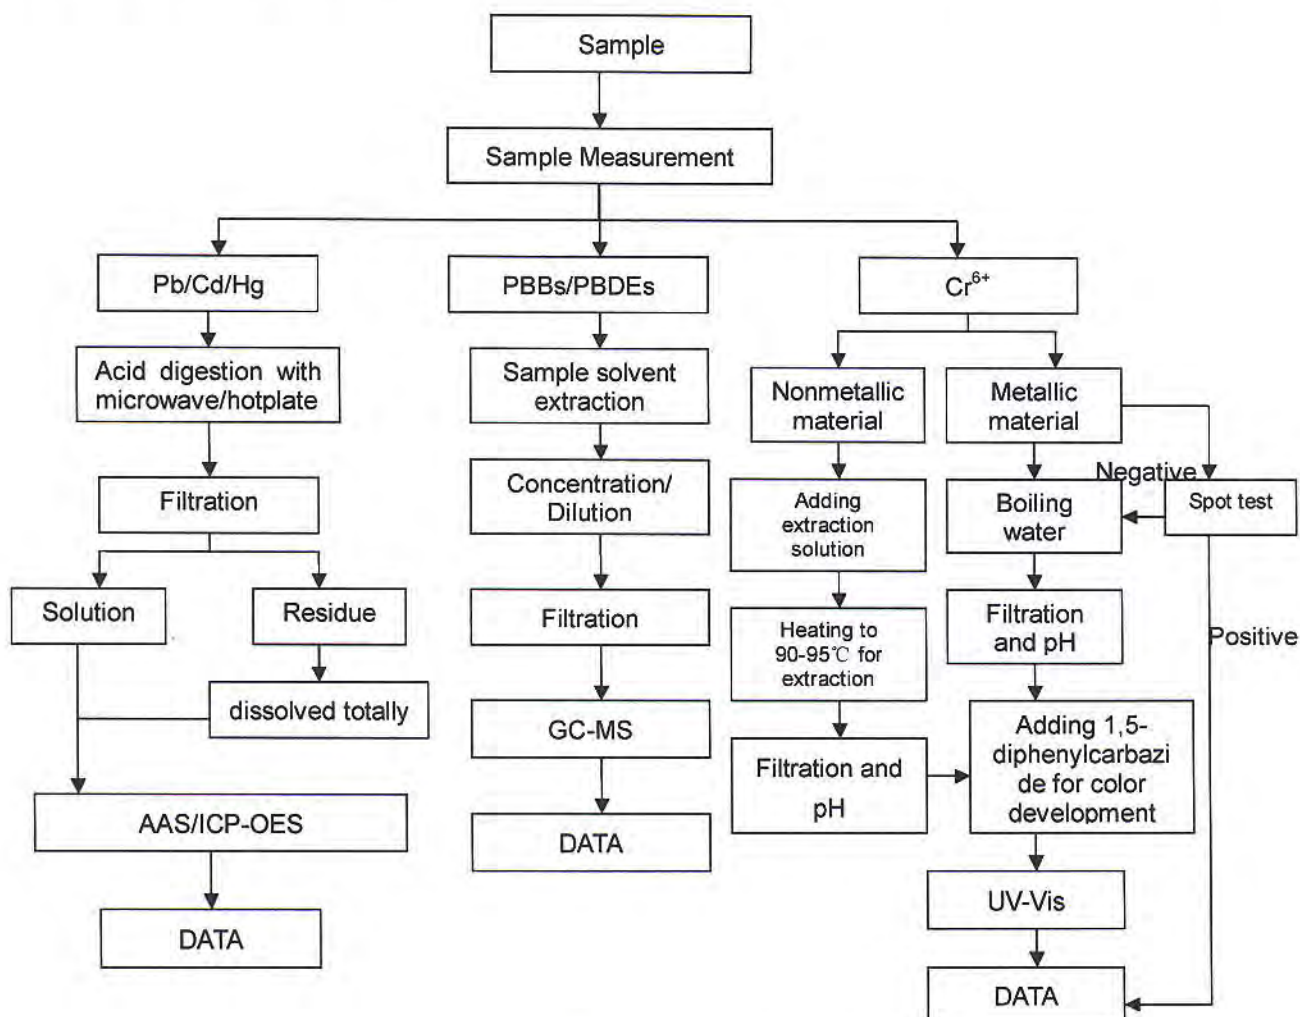 Sample
Sample Measurement
Pb/Cd/Hg
PBBs/PBDEs
Cr6+
Acid digestion with
microwave/hotplate
Sample solvent
extraction
Nonmetallic
material
Metallic
material
Filtration
Concentration/
Dilution
Adding
extraction
solution
Boiling
water
Negative
Spot test
Solution
Residue
Filtration
Heating to
90-95℃ for
extraction
Filtration
and pH
Positive
dissolved totally
GC-MS
Filtration and
pH
Adding 1,5-
diphenylcarbazi
de for color
development
AAS/ICP-OES
DATA
UV-Vis
DATA
DATA